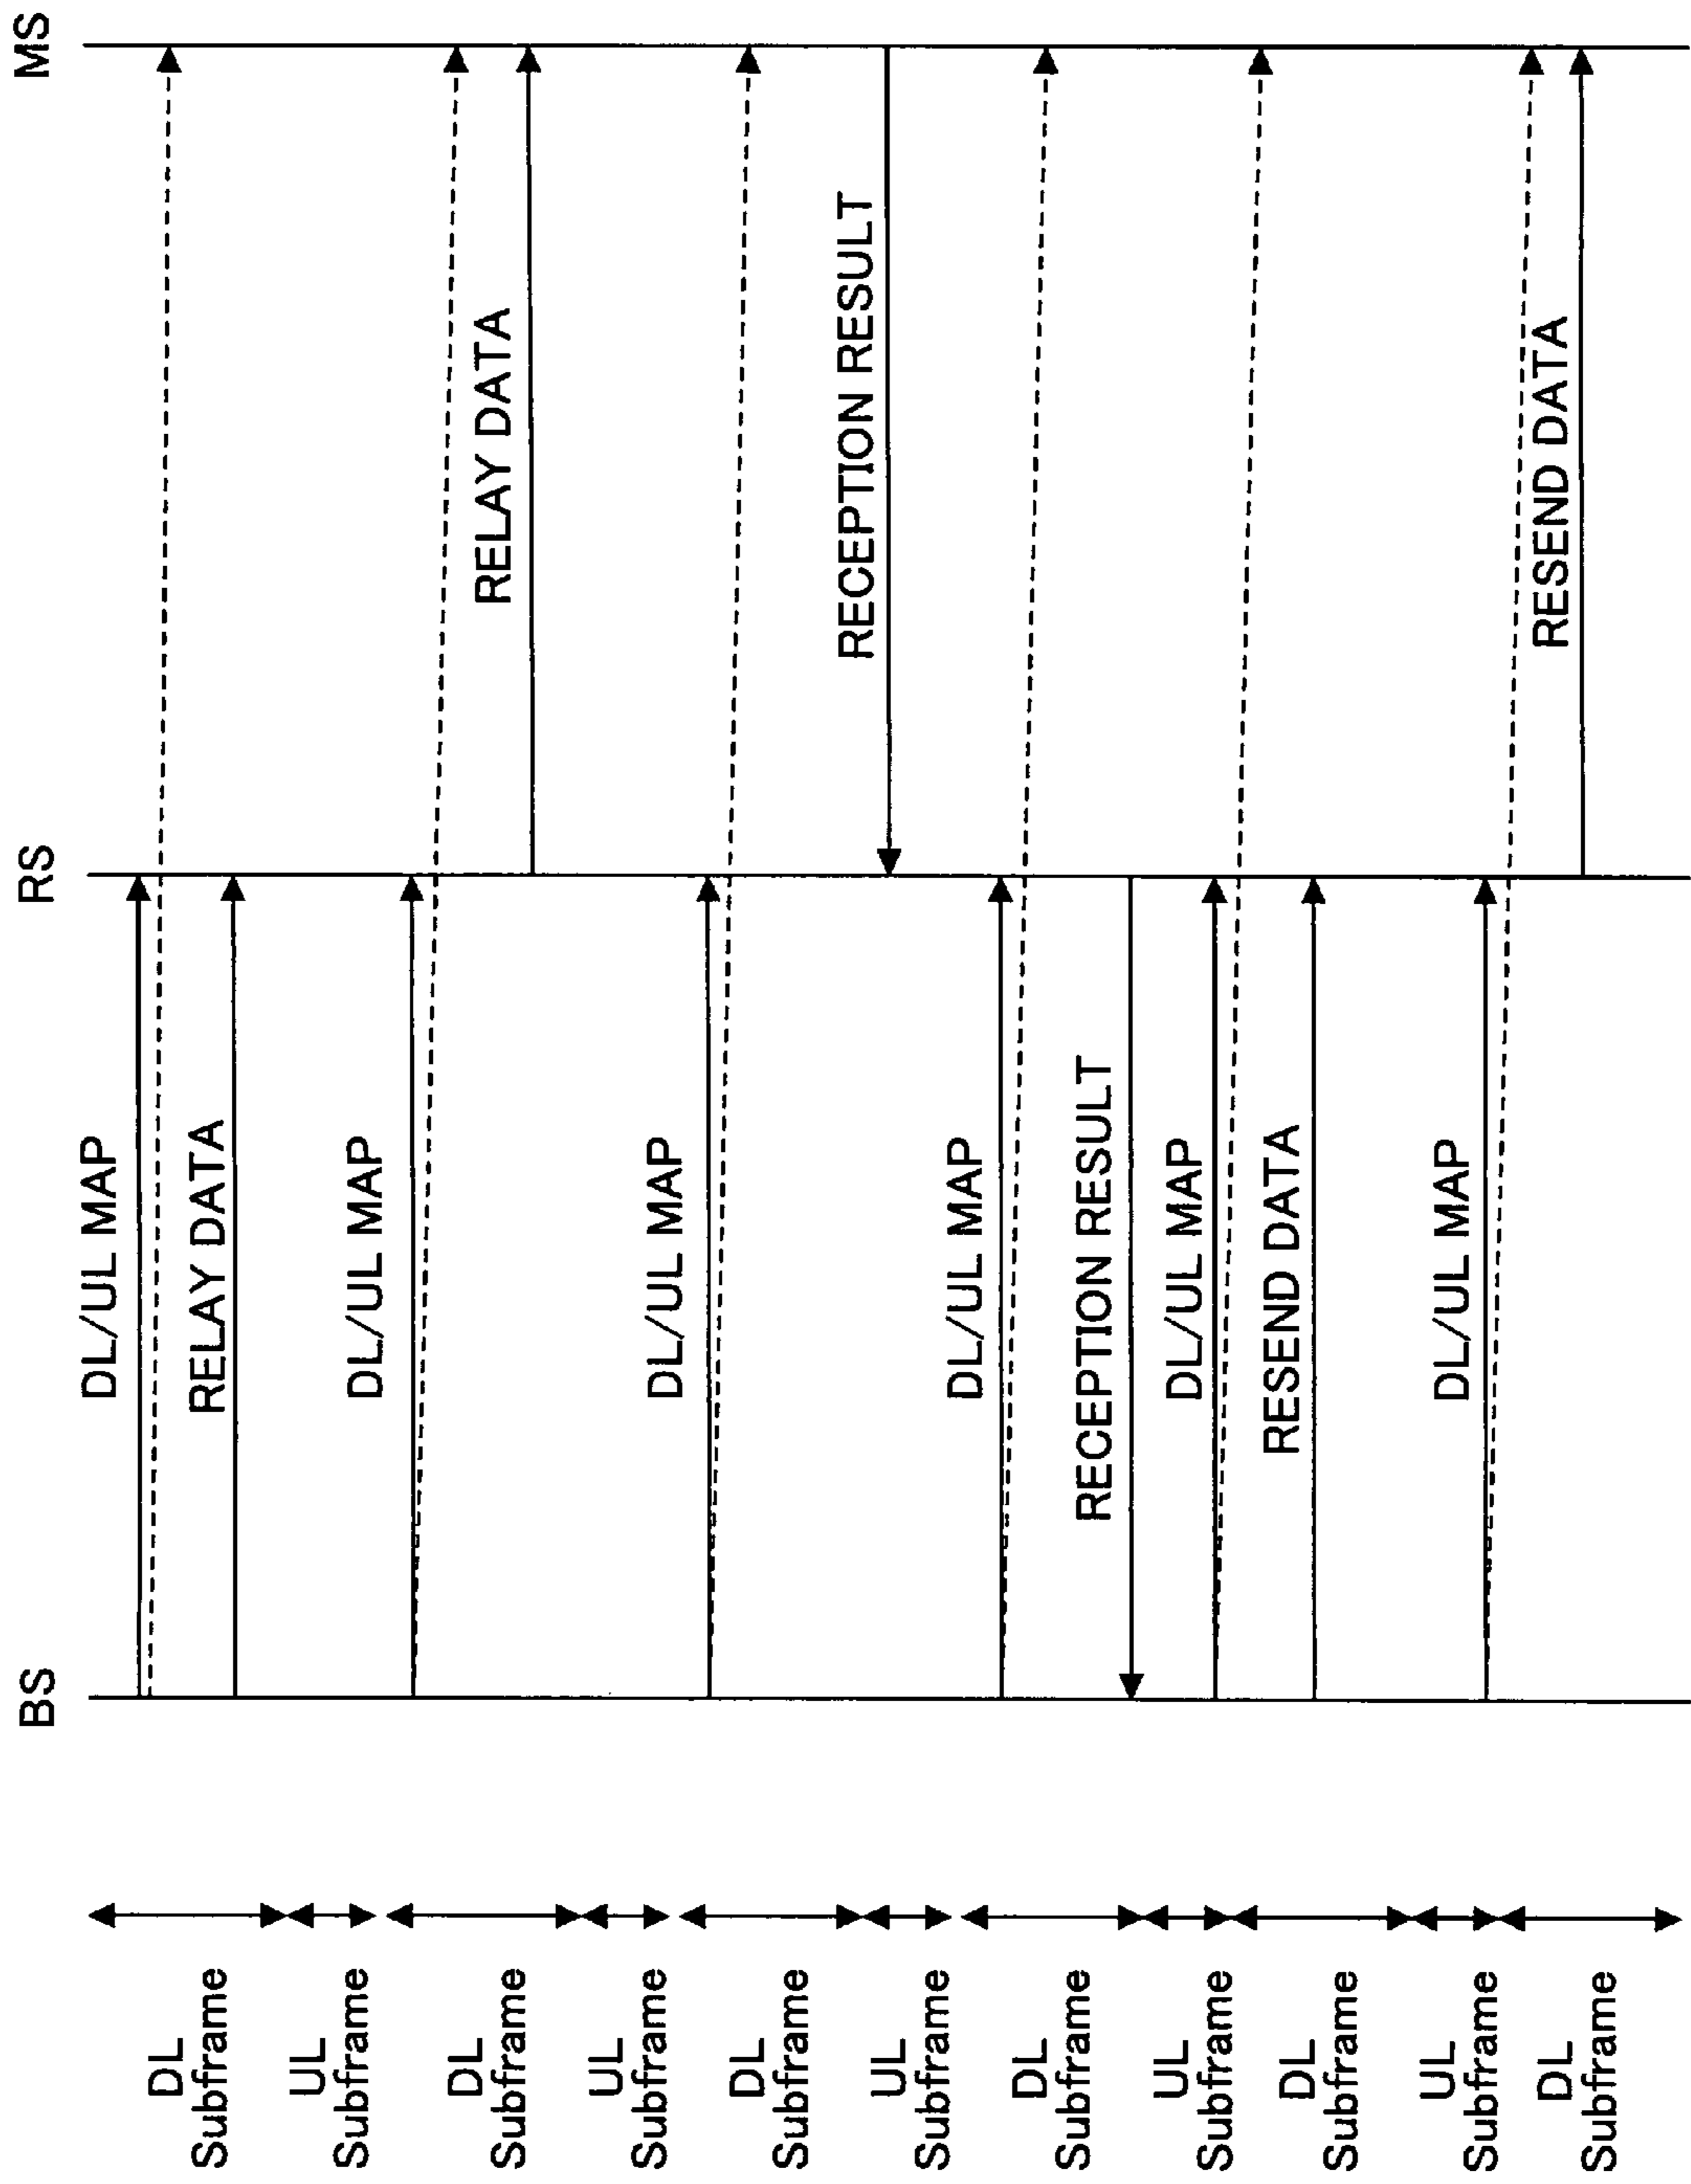 BS
RS
MS
DL/UL MAP
DL
Subframe
RELAY DATA
UL
Subframe
DL/UL MAP
DL
Subframe
RELAY DATA
UL
Subframe
DL/UL MAP
DL
Subframe
RECEPTION RESULT
UL
Subframe
DL/UL MAP
DL
Subframe
RECEPTION RESULT
UL
Subframe
DL/UL MAP
DL
Subframe
RESEND DATA
UL
Subframe
DL/UL MAP
DL
Subframe
RESEND DATA